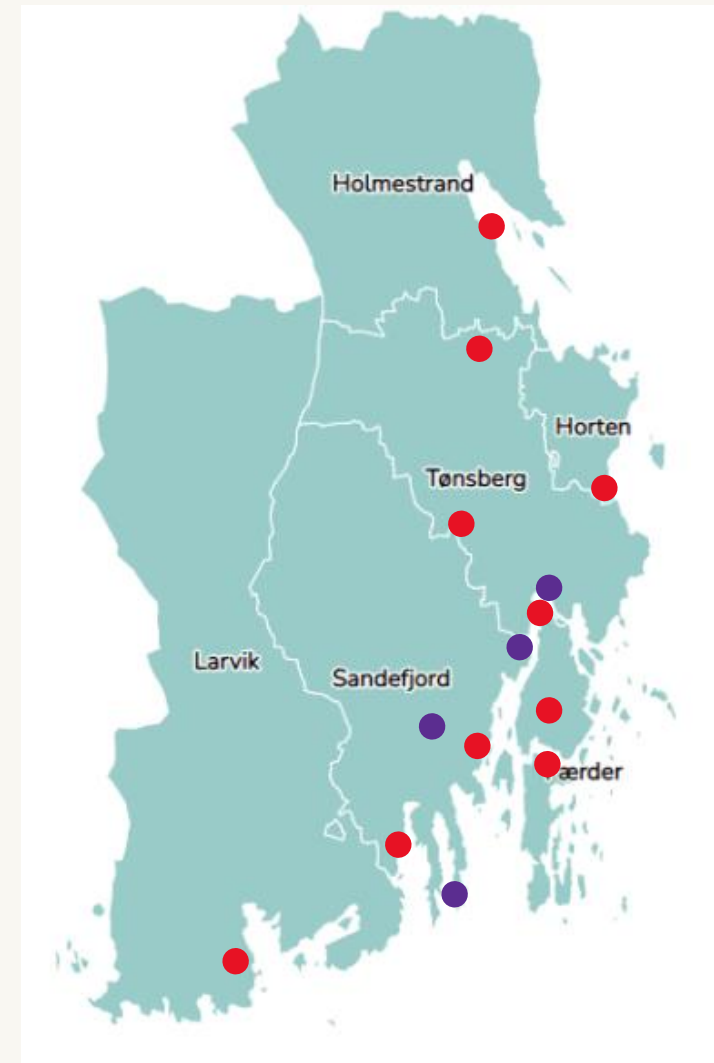 Holmestrand
Horten
Tønsberg
Larvik
Sandefjord
ærder